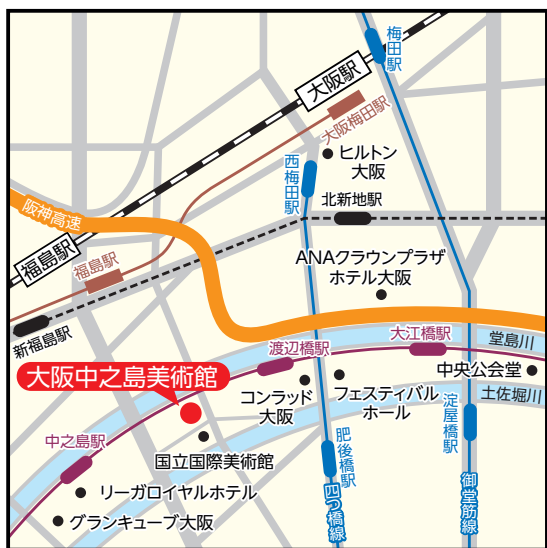 梅田駅
大阪駅
大阪梅田駅
ヒルトン
大阪
西梅田駅
北新地駅
阪神高速
福島駅
福島駅
ANAクラウンプラザ
ホテル大阪
新福島駅
渡辺橋駅
大江橋駅
堂島川
中央公会堂
大阪中之島美術館
コンラッド
大阪
フェスティバル
ホール
土佐堀川
淀屋橋駅
中之島駅
国立国際美術館
肥後橋駅
リーガロイヤルホテル
四つ橋線
御堂筋線
グランキューブ大阪